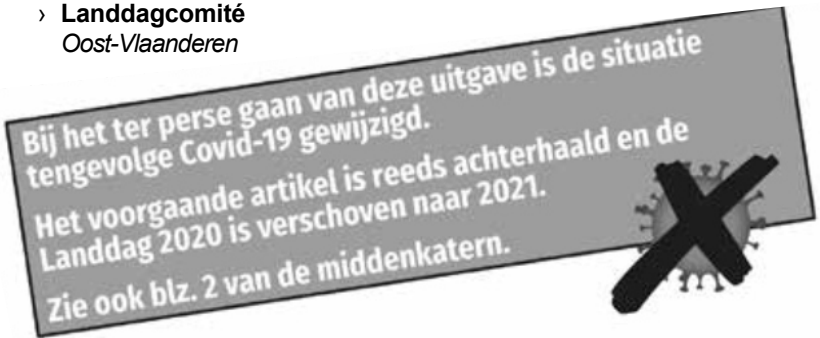 › Landdagcomité
Oost-Vlaanderen
Bij het ter perse gaan van deze uitgave is de situatie
tengevolge Covid-19 gewijzigd.
Het voorgaande artikel is reeds achterhaald en de
Landdag 2020 is verschoven naar 2021.
Zie ook blz. 2 van de middenkatern.